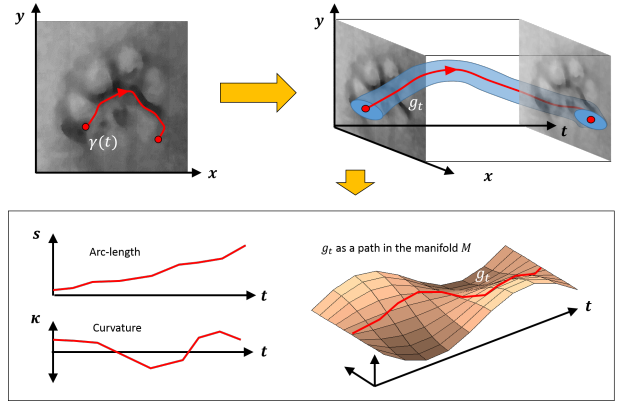 y
y
γ(t)
g_t
t
x
x
s
Arc-length
g_t as a path in the manifold M
g_t
t
t
κ
Curvature
t